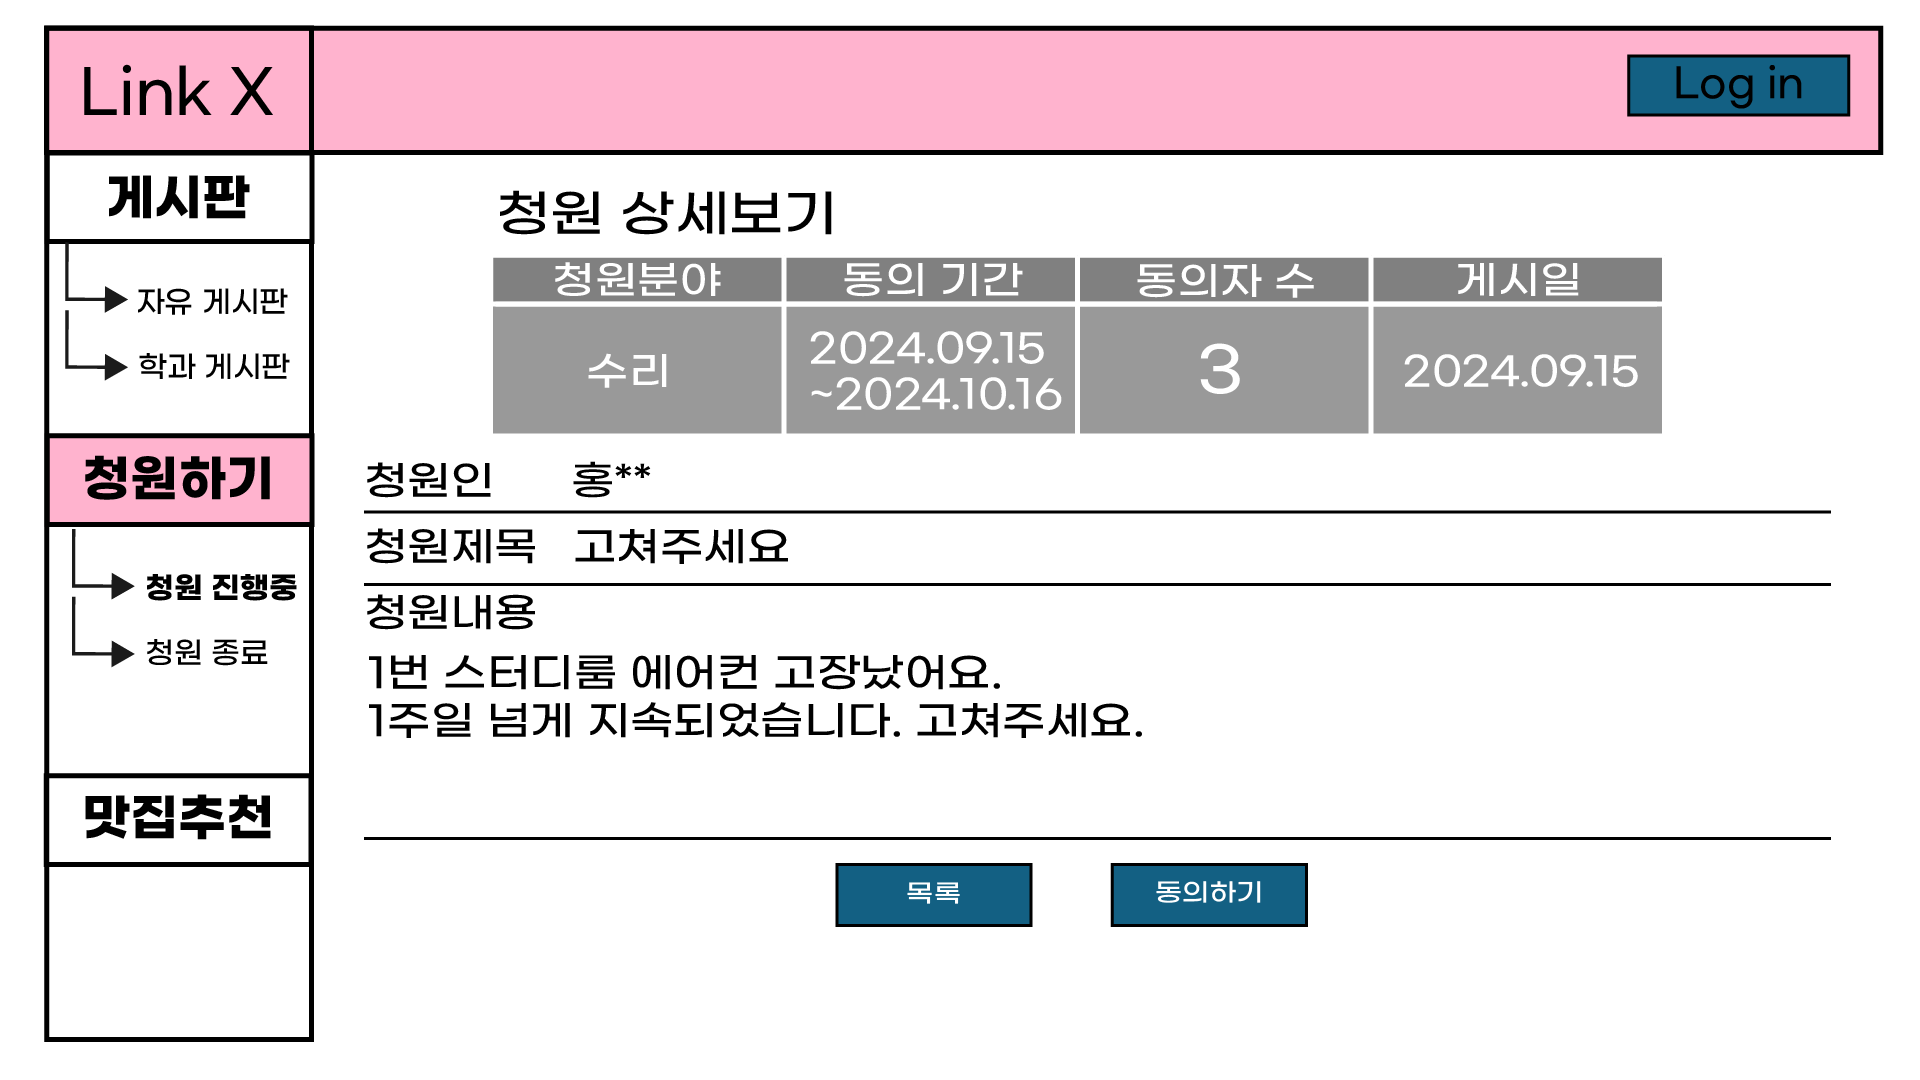 Link X
Log in
게시판
자유 게시판
학과 게시판
청원하기
청원 진행중
청원 종료
맛집추천
청원 상세보기
청원분야 동의 기간 동의자 수 게시일
수리 2024.09.15 ~2024.10.16 3 2024.09.15
청원인 홍**
청원제목 고쳐주세요
청원내용
1번 스터디룸 에어컨 고장났어요.
1주일 넘게 지속되었습니다. 고쳐주세요.
목록 동의하기